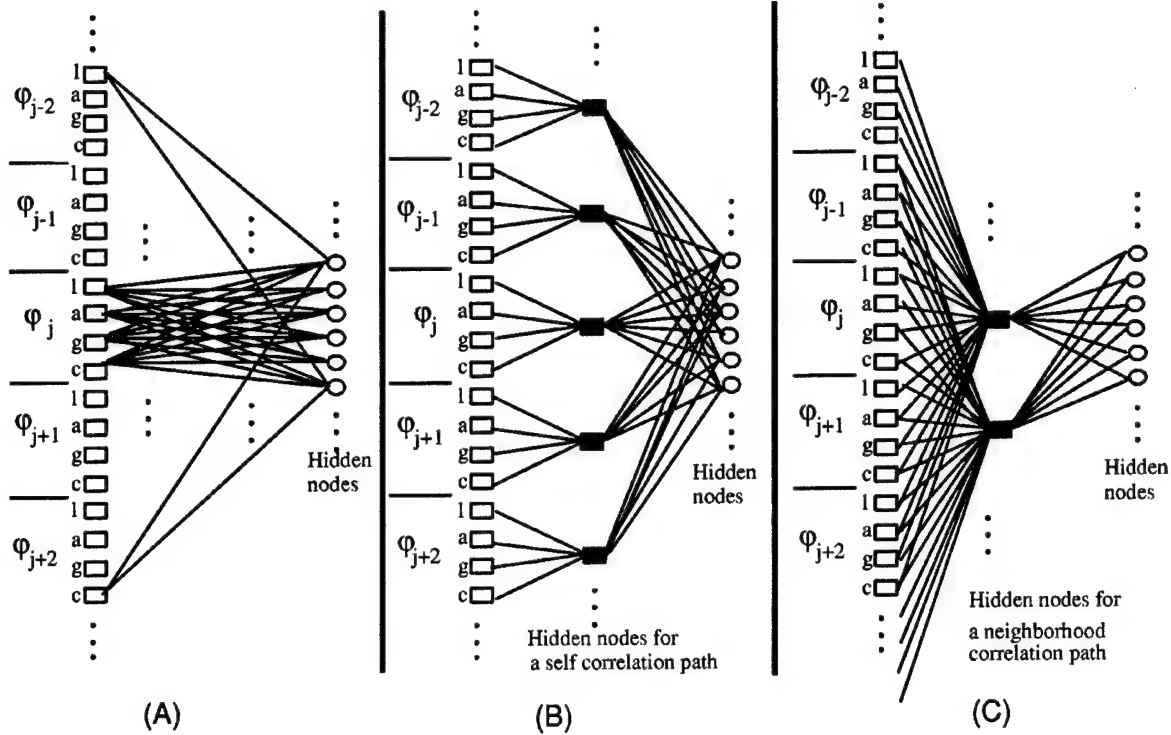 φj-2
l
a
g
c
φj-1
l
a
g
c
φj
l
a
g
c
φj+1
l
a
g
c
φj+2
l
a
g
c
Hidden
nodes
(A)
φj-2
l
a
g
c
φj-1
l
a
g
c
φj
l
a
g
c
φj+1
l
a
g
c
φj+2
l
a
g
c
Hidden
nodes
Hidden nodes for
a self correlation path
(B)
φj-2
l
a
g
c
φj-1
l
a
g
c
φj
l
a
g
c
φj+1
l
a
g
c
φj+2
l
a
g
c
Hidden
nodes
Hidden nodes for
a neighborhood
correlation path
(C)